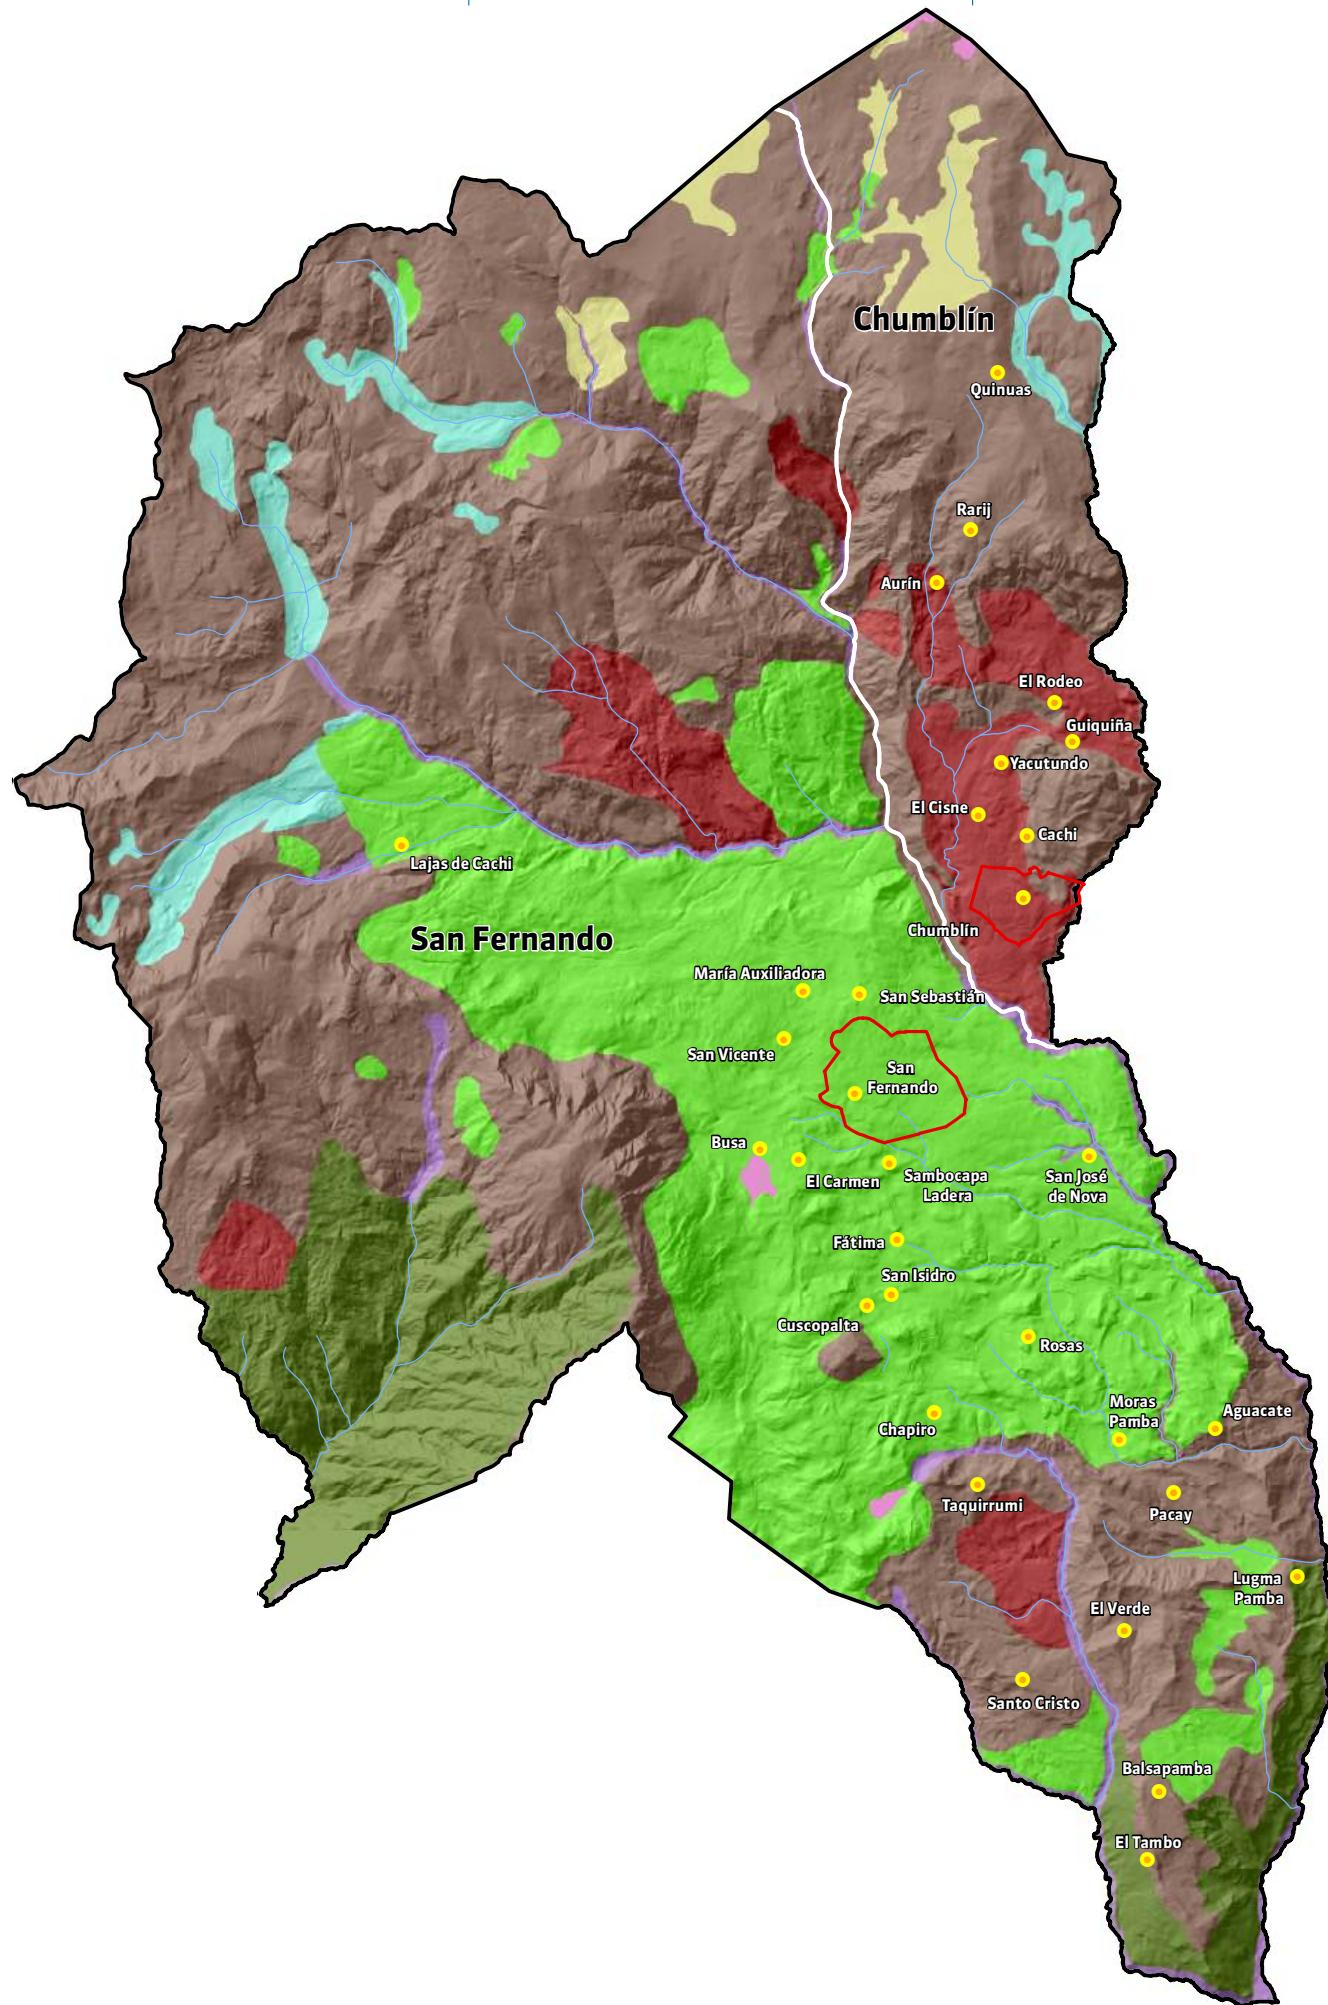 Chumblín
Quinuas
Rarij
Aurín
El Rodeo
Guiquiña
Yacutundo
El Cisne
Cachi
Lajas de Cachi
Chumblín
San Fernando
María Auxiliadora
San Sebastián
San Vicente
San
Fernando
Busa
El Carmen
Sambocapa
Ladera
San José
de Nova
Fátima
San Isidro
Cuscopalta
Rosas
Moras
Pamba
Aguacate
Chapiro
Taquirrumi
Pacay
Lugma
Pamba
El Verde
Santo Cristo
Balsapamba
El Tambo